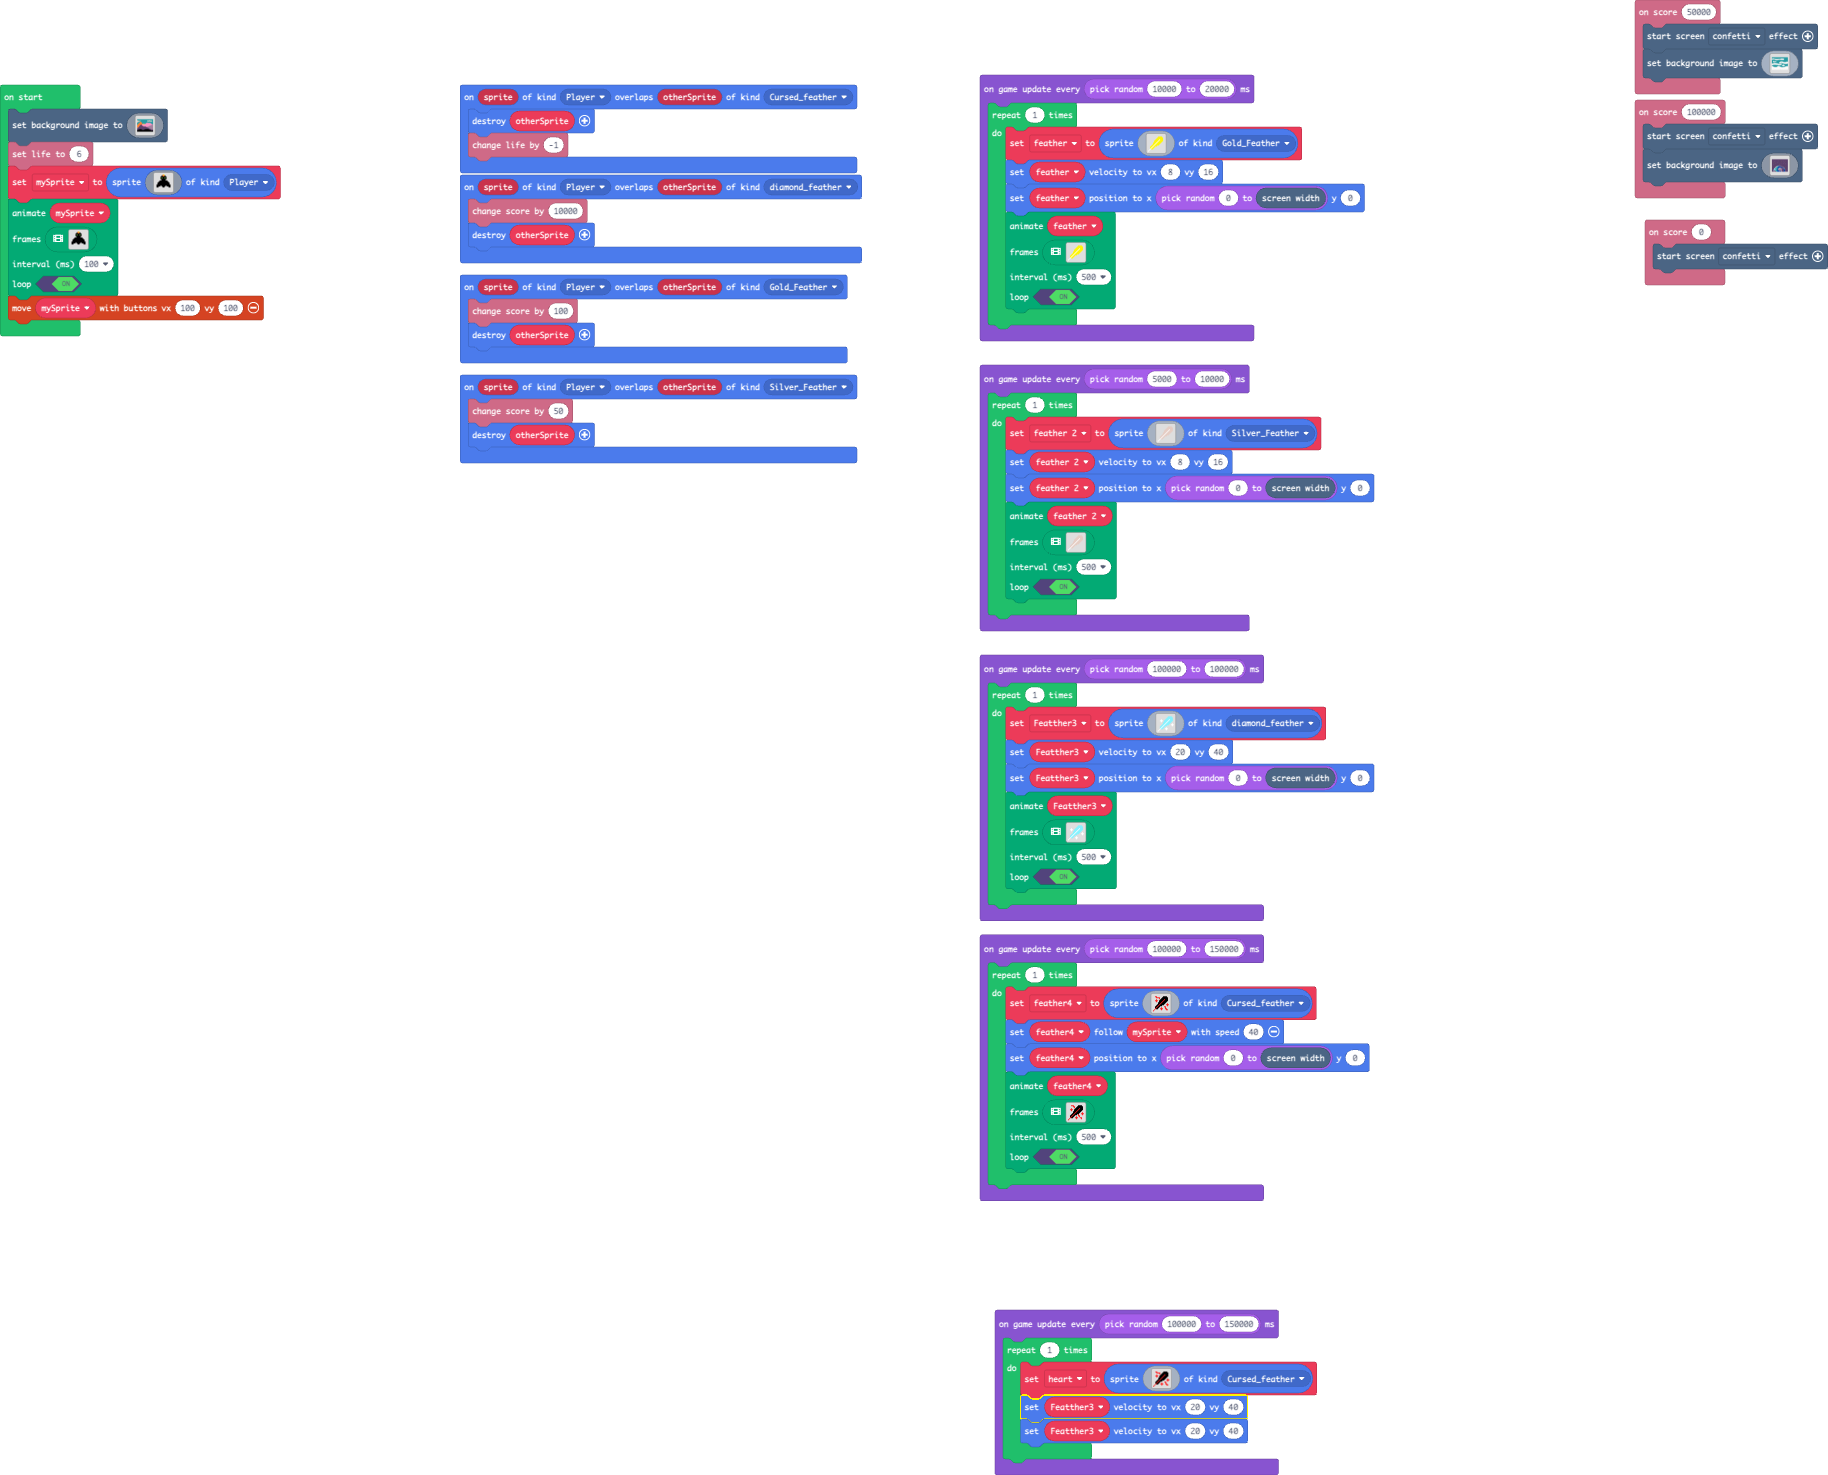 on start
set background image to
set life to 6
set mySprite to sprite of kind Player
animate mySprite
frames
interval (ms) 100
loop ON
move mySprite with buttons vx 100 vy 100
on sprite of kind Player overlaps otherSprite of kind Cursed_feather
destroy otherSprite
change life by -1
on sprite of kind Player overlaps otherSprite of kind diamond_feather
change score by 10000
destroy otherSprite
on sprite of kind Player overlaps otherSprite of kind Gold_Feather
change score by 100
destroy otherSprite
on sprite of kind Player overlaps otherSprite of kind Silver_Feather
change score by 50
destroy otherSprite
on game update every pick random 10000 to 20000 ms
repeat 1 times
do
set feather to sprite of kind Gold_Feather
set feather velocity to vx 8 vy 16
set feather position to x pick random 0 to screen width y 0
animate feather
frames
interval (ms) 500
loop ON
on game update every pick random 5000 to 10000 ms
repeat 1 times
do
set feather 2 to sprite of kind Silver_Feather
set feather 2 velocity to vx 8 vy 16
set feather 2 position to x pick random 0 to screen width y 0
animate feather 2
frames
interval (ms) 500
loop ON
on game update every pick random 100000 to 100000 ms
repeat 1 times
do
set Featther3 to sprite of kind diamond_feather
set Featther3 velocity to vx 20 vy 40
set Featther3 position to x pick random 0 to screen width y 0
animate Featther3
frames
interval (ms) 500
loop ON
on game update every pick random 100000 to 150000 ms
repeat 1 times
do
set feather4 to sprite of kind Cursed_feather
set feather4 follow mySprite with speed 40
set feather4 position to x pick random 0 to screen width y 0
animate feather4
frames
interval (ms) 500
loop ON
on game update every pick random 100000 to 150000 ms
repeat 1 times
do
set heart to sprite of kind Cursed_feather
set Featther3 velocity to vx 20 vy 40
set Featther3 velocity to vx 20 vy 40
on score 50000
start screen confetti effect
set background image to
on score 100000
start screen confetti effect
set background image to
on score 0
start screen confetti effect